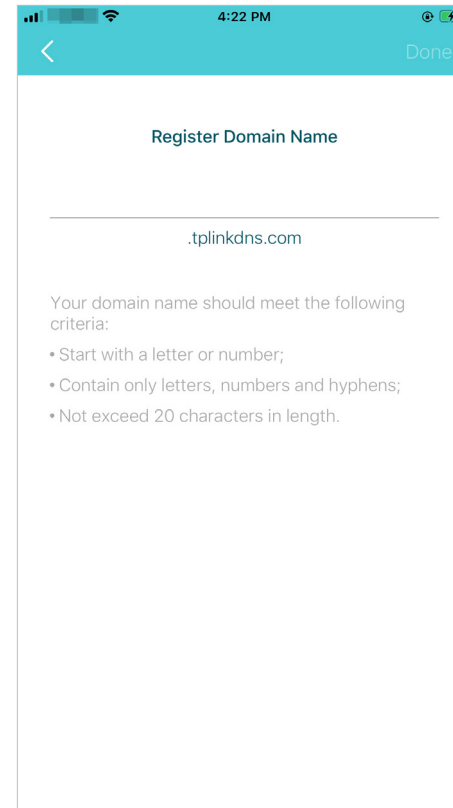 4:22 PM
Done
Register Domain Name
.tplinkdns.com
Your domain name should meet the following
criteria:
• Start with a letter or number;
• Contain only letters, numbers and hyphens;
• Not exceed 20 characters in length.